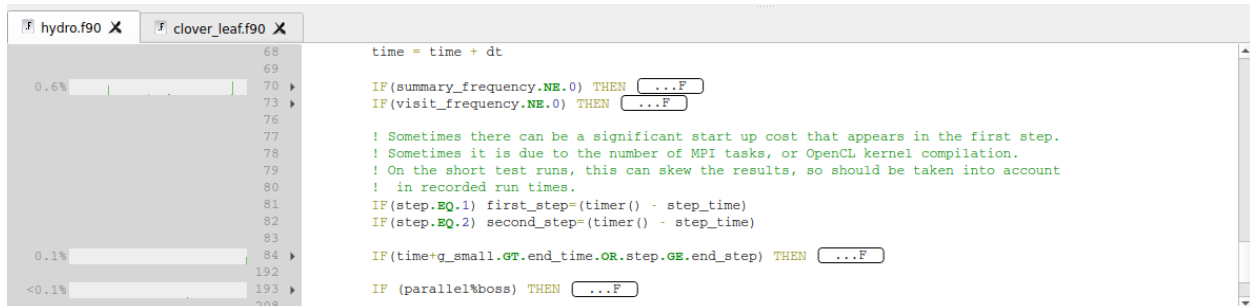 hydro.f90 X clover_leaf.f90 X
68 time = time + dt
69
0.6% 70 IF(summary_frequency.NE.0) THEN ...F
73 IF(visit_frequency.NE.0) THEN ...F
76
77 ! Sometimes there can be a significant start up cost that appears in the first step.
78 ! Sometimes it is due to the number of MPI tasks, or OpenCL kernel compilation.
79 ! On the short test runs, this can skew the results, so should be taken into account
80 !  in recorded run times.
81 IF(step.EQ.1) first_step=(timer() - step_time)
82 IF(step.EQ.2) second_step=(timer() - step_time)
83
0.1% 84 IF(time+g_small.GT.end_time.OR.step.GE.end_step) THEN ...F
192
<0.1% 193 IF (parallel%boss) THEN ...F
208